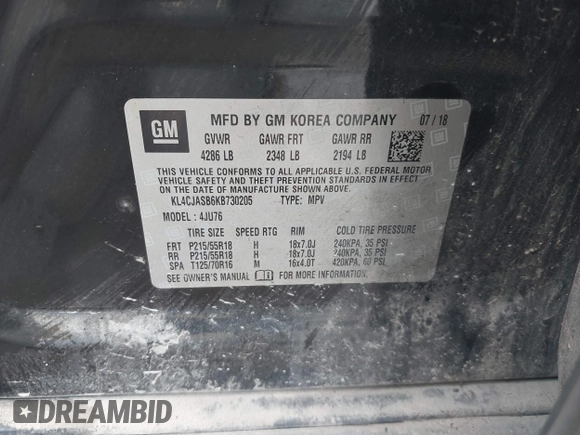 GM
MFD BY GM KOREA COMPANY 07 / 18
GVWR GAWR FRT GAWR RR
4286 LB 2348 LB 2194 LB
THIS VEHICLE CONFORMS TO ALL APPLICABLE U.S. FEDERAL MOTOR
VEHICLE SAFETY AND THEFT PREVENTION STANDARDS IN EFFECT ON
THE DATE OF MANUFACTURE SHOWN ABOVE.
KL4CJASB6KB730205 TYPE: MPV
MODEL : 4JU76
TIRE SIZE SPEED RTG RIM COLD TIRE PRESSURE
FRT P215/55R18 H 18x7.0J 240KPA, 35 PSI
RR P215/55R18 H 18x7.0J 240KPA, 35 PSI
SPA T125/70R16 M 16x4.0T 420KPA, 60 PSI
SEE OWNER'S MANUAL FOR MORE INFORMATION.
DREAMBID